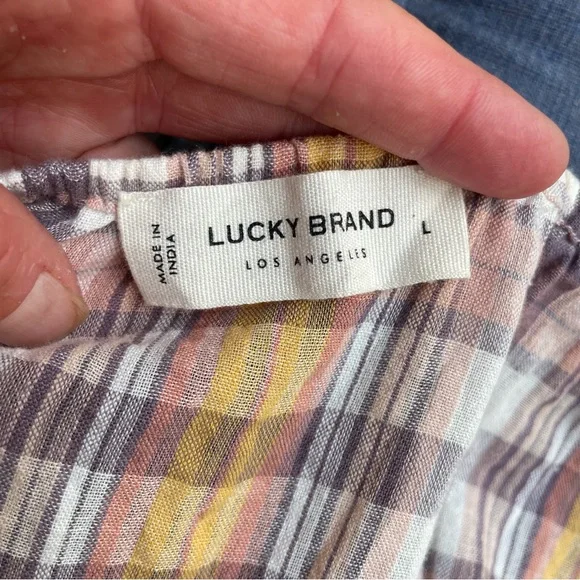 MADE IN
INDIA
LUCKY BRAND
LOS ANGELES
L